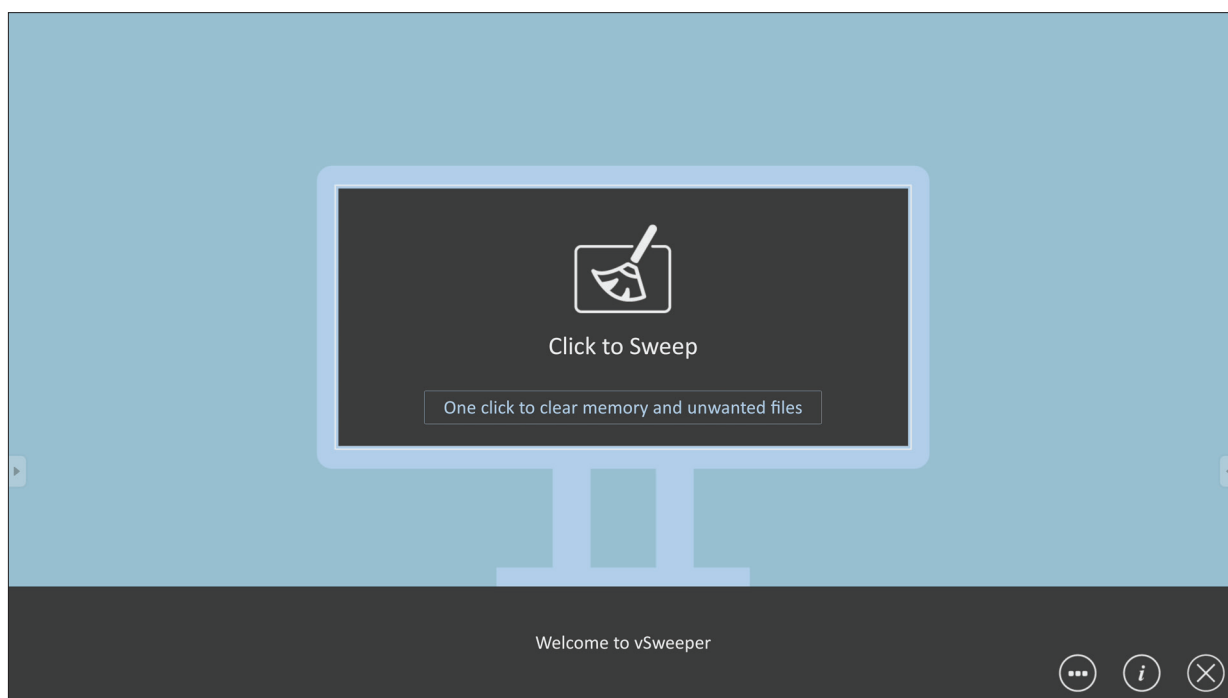 Click to Sweep
One click to clear memory and unwanted files
Welcome to vSweeper
i